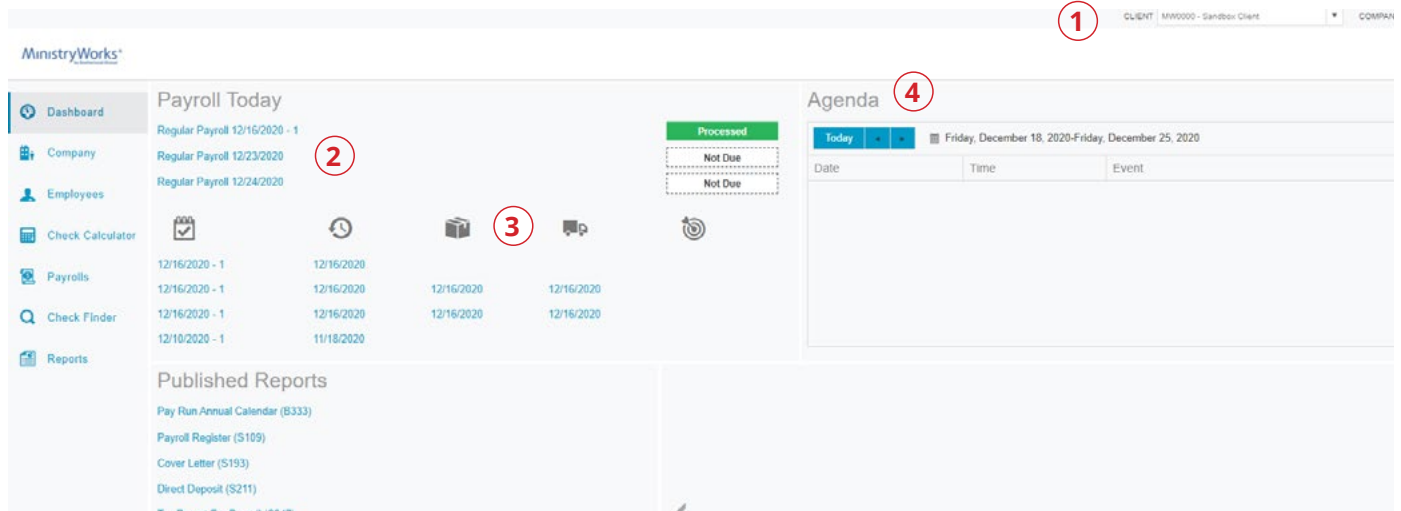 1
CLIENT MW0000 - Sandbox Client COMPAN
MinistryWorks
Dashboard
Company
Employees
Check Calculator
Payrolls
Check Finder
Reports
Payroll Today
Regular Payroll 12/16/2020 - 1 Processed
Regular Payroll 12/23/2020 2 Not Due
Regular Payroll 12/24/2020 Not Due
3
12/16/2020 - 1 12/16/2020
12/16/2020 - 1 12/16/2020 12/16/2020 12/16/2020
12/16/2020 - 1 12/16/2020 12/16/2020 12/16/2020
12/10/2020 - 1 11/18/2020
Agenda 4
Today Friday, December 18, 2020-Friday, December 25, 2020
Date Time Event
Published Reports
Pay Run Annual Calendar (B333)
Payroll Register (S109)
Cover Letter (S193)
Direct Deposit (S211)